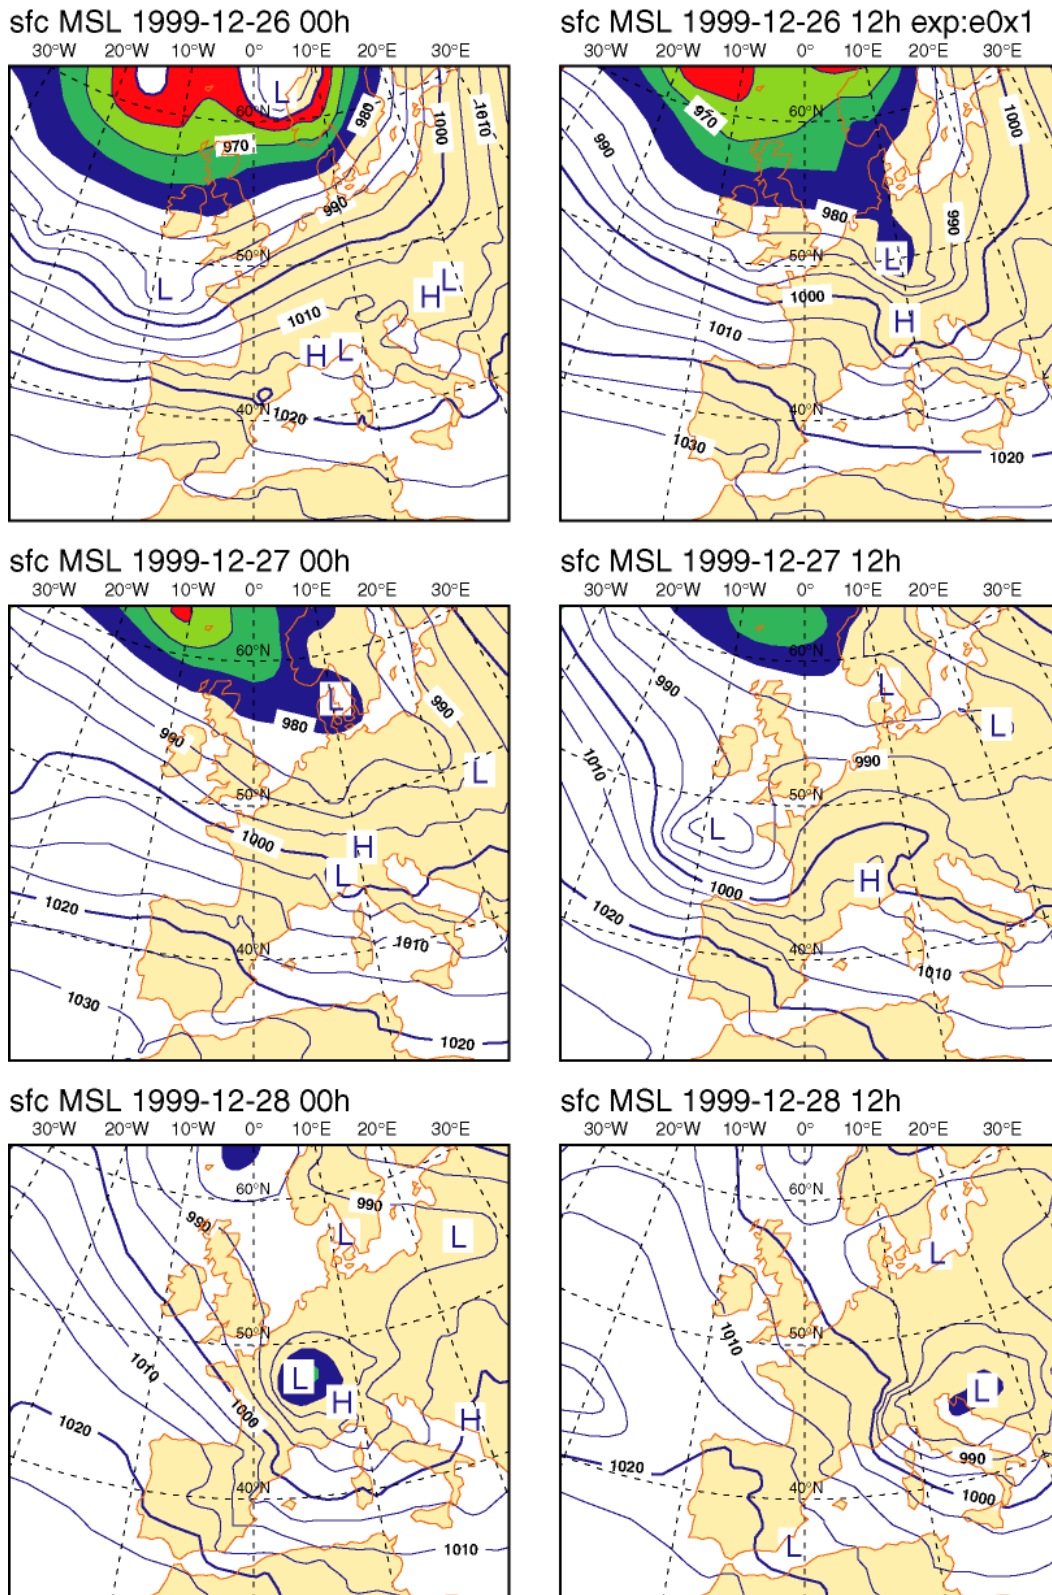 sfc MSL 1999-12-26 00h
30°W 20°W 10°W 0° 10°E 20°E 30°E
L
60°N
980
1000
1010
970
990
50°N
L
L
H
1010
H L
1020
40°N
sfc MSL 1999-12-26 12h exp:e0x1
30°W 20°W 10°W 0° 10°E 20°E 30°E
970
60°N
1000
990
980
990
50°N
L
1000
H
1010
40°N
1030
1020
sfc MSL 1999-12-27 00h
30°W 20°W 10°W 0° 10°E 20°E 30°E
60°N
L
990
980
990
L
50°N
1000
H
L
1020
1010
40°N
1030
1020
sfc MSL 1999-12-27 12h
30°W 20°W 10°W 0° 10°E 20°E 30°E
60°N
990
L
L
1010
990
50°N
L
H
1000
1020
40°N
1010
sfc MSL 1999-12-28 00h
30°W 20°W 10°W 0° 10°E 20°E 30°E
60°N
990
990
L
L
50°N
1010
L
H
1000
H
1020
40°N
1010
sfc MSL 1999-12-28 12h
30°W 20°W 10°W 0° 10°E 20°E 30°E
60°N
L
1010
50°N
L
990
1020
40°N
1000
L